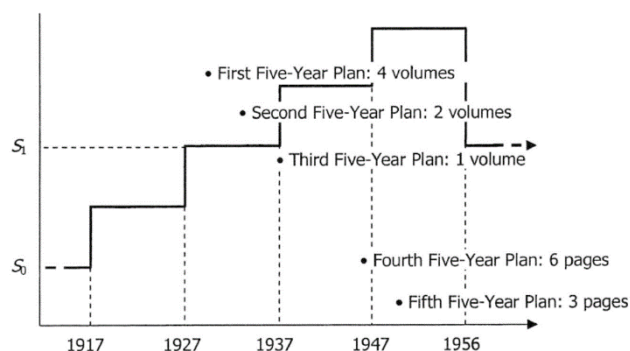 • First Five-Year Plan: 4 volumes
• Second Five-Year Plan: 2 volumes
S₁
• Third Five-Year Plan: 1 volume
• Fourth Five-Year Plan: 6 pages
S₀
• Fifth Five-Year Plan: 3 pages
1917 1927 1937 1947 1956